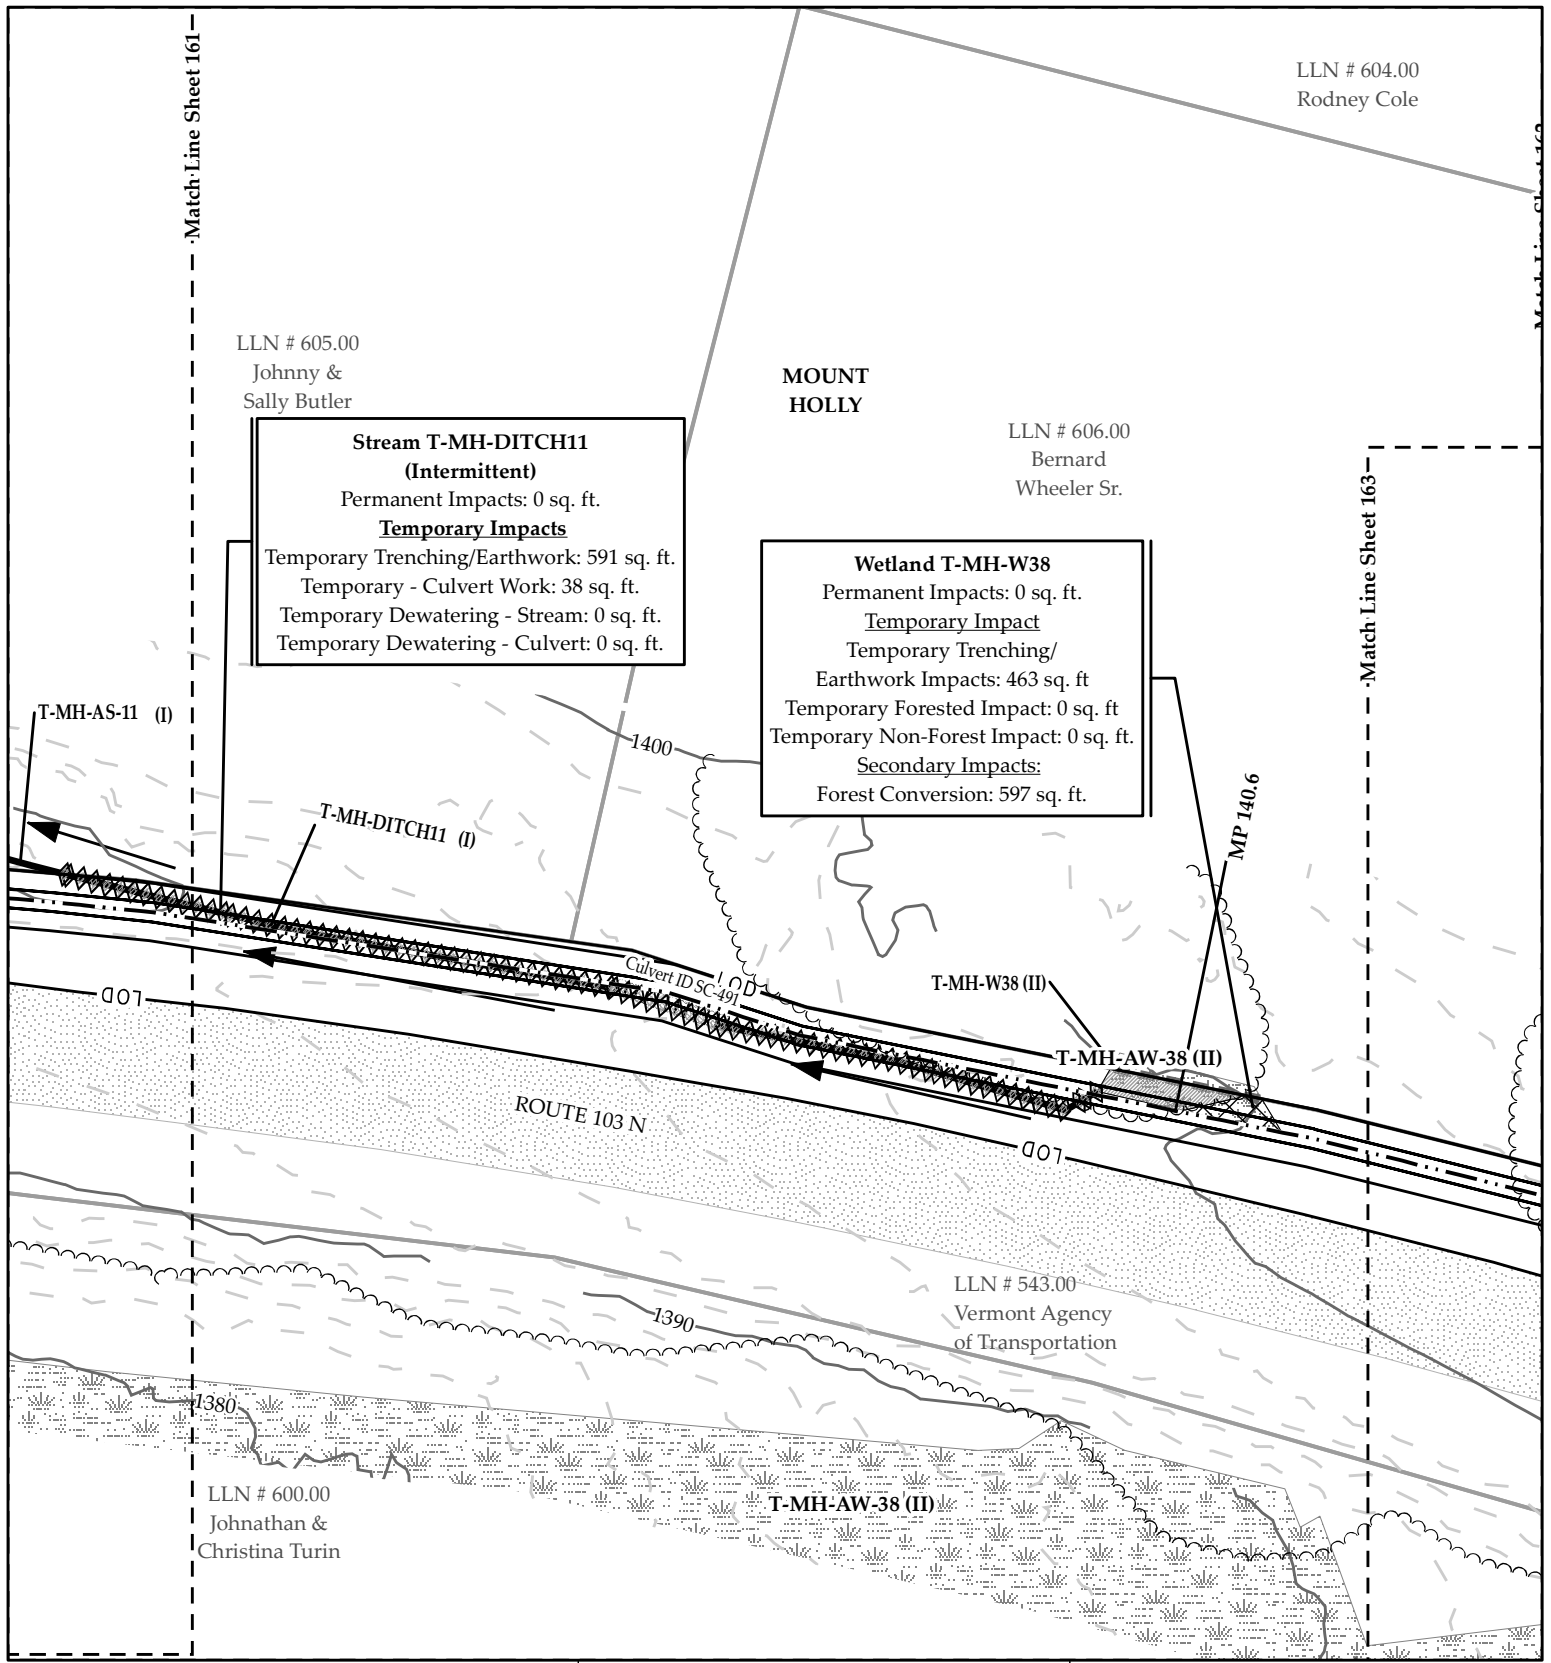 Match Line Sheet 161
LLN # 604.00
Rodney Cole
LLN # 605.00
Johnny &
Sally Butler
MOUNT
HOLLY
LLN # 606.00
Bernard
Wheeler Sr.
Stream T-MH-DITCH11
(Intermittent)
Permanent Impacts: 0 sq. ft.
Temporary Impacts
Temporary Trenching/Earthwork: 591 sq. ft.
Temporary - Culvert Work: 38 sq. ft.
Temporary Dewatering - Stream: 0 sq. ft.
Temporary Dewatering - Culvert: 0 sq. ft.
Wetland T-MH-W38
Permanent Impacts: 0 sq. ft.
Temporary Impact
Temporary Trenching/
Earthwork Impacts: 463 sq. ft
Temporary Forested Impact: 0 sq. ft
Temporary Non-Forest Impact: 0 sq. ft.
Secondary Impacts:
Forest Conversion: 597 sq. ft.
Match Line Sheet 163
T-MH-AS-11 (I)
1400
T-MH-DITCH11 (I)
MP 140.6
Culvert ID SC-491
LOD
T-MH-W38 (II)
LOD
T-MH-AW-38 (II)
ROUTE 103 N
LOD
LLN # 543.00
Vermont Agency
of Transportation
1390
1380
LLN # 600.00
Johnathan &
Christina Turin
T-MH-AW-38 (II)